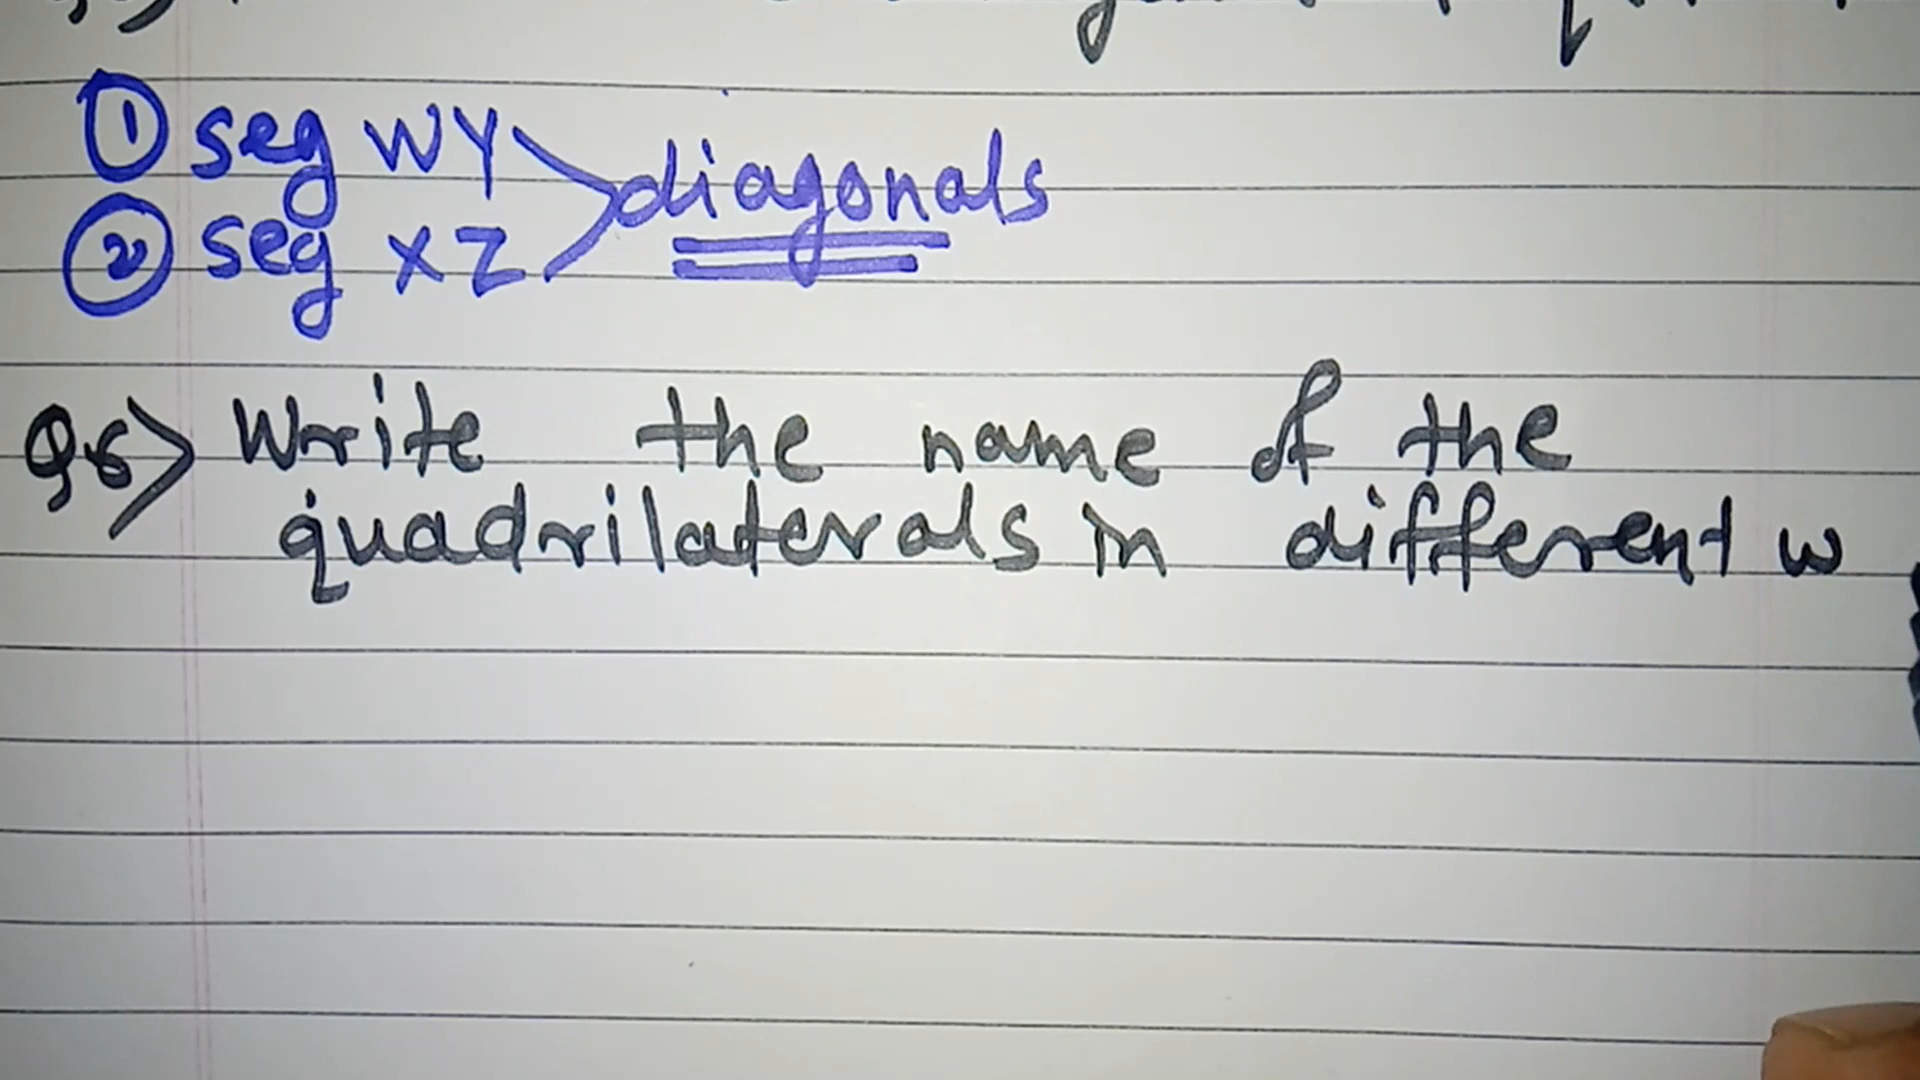 ① seg WY
diagonals
② seg XZ
Q,6> Write the name of the
quadrilaterals in different w